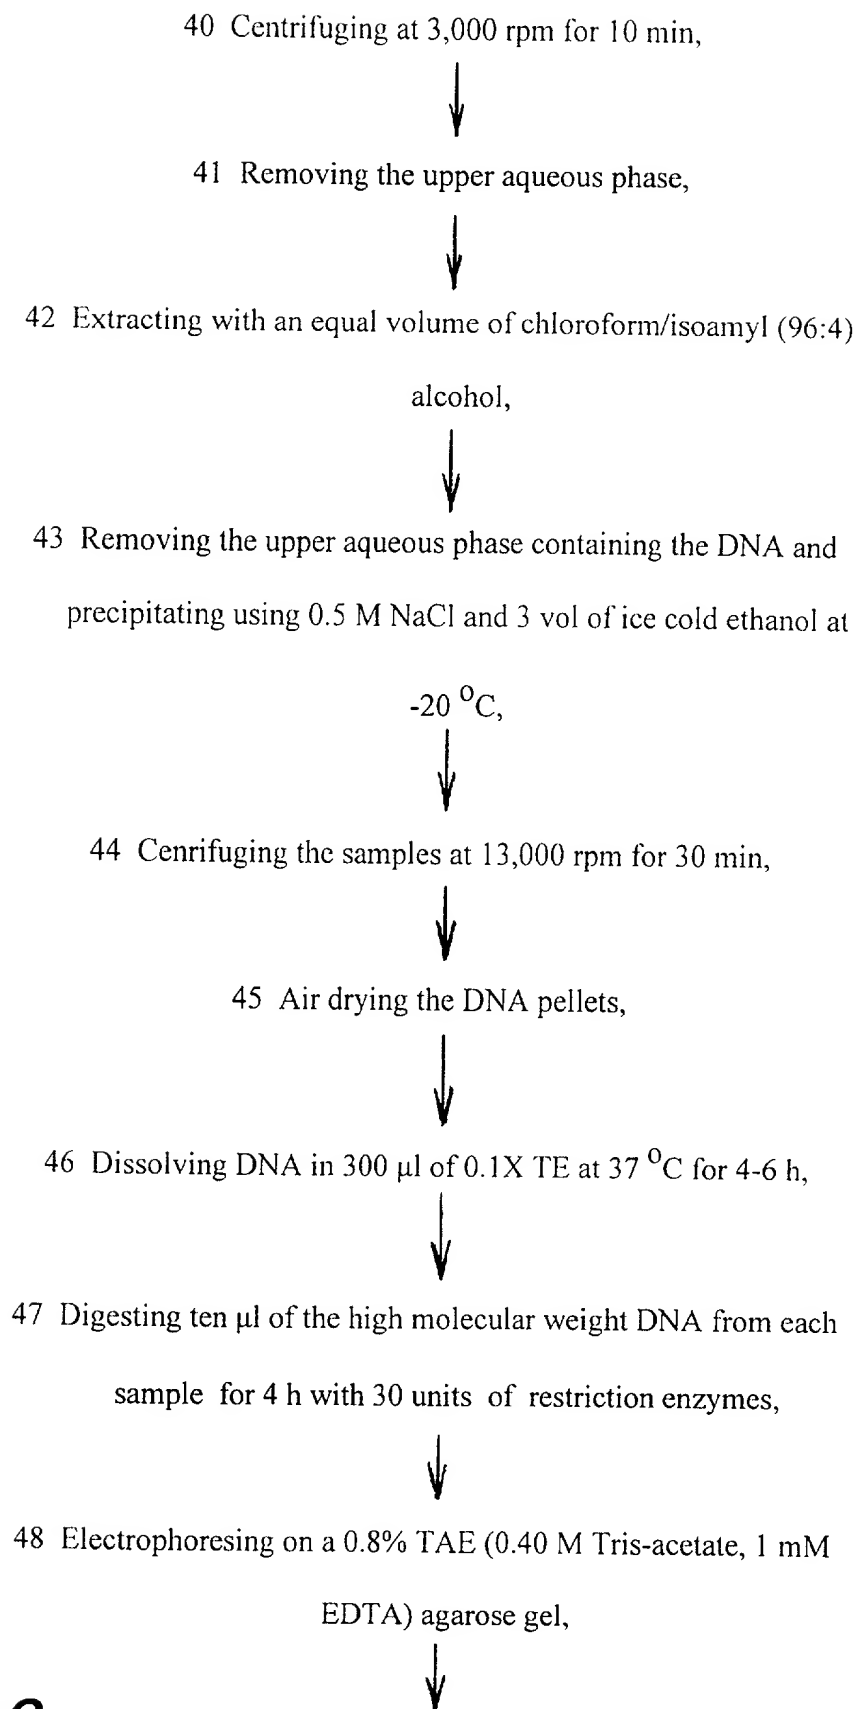 40 Centrifuging at 3,000 rpm for 10 min,
41 Removing the upper aqueous phase,
42 Extracting with an equal volume of chloroform/isoamyl (96:4)
alcohol,
43 Removing the upper aqueous phase containing the DNA and
precipitating using 0.5 M NaCl and 3 vol of ice cold ethanol at
-20 °C,
44 Cenrifuging the samples at 13,000 rpm for 30 min,
45 Air drying the DNA pellets,
46 Dissolving DNA in 300 µl of 0.1X TE at 37 °C for 4-6 h,
47 Digesting ten µl of the high molecular weight DNA from each
sample for 4 h with 30 units of restriction enzymes,
48 Electrophoresing on a 0.8% TAE (0.40 M Tris-acetate, 1 mM
EDTA) agarose gel,